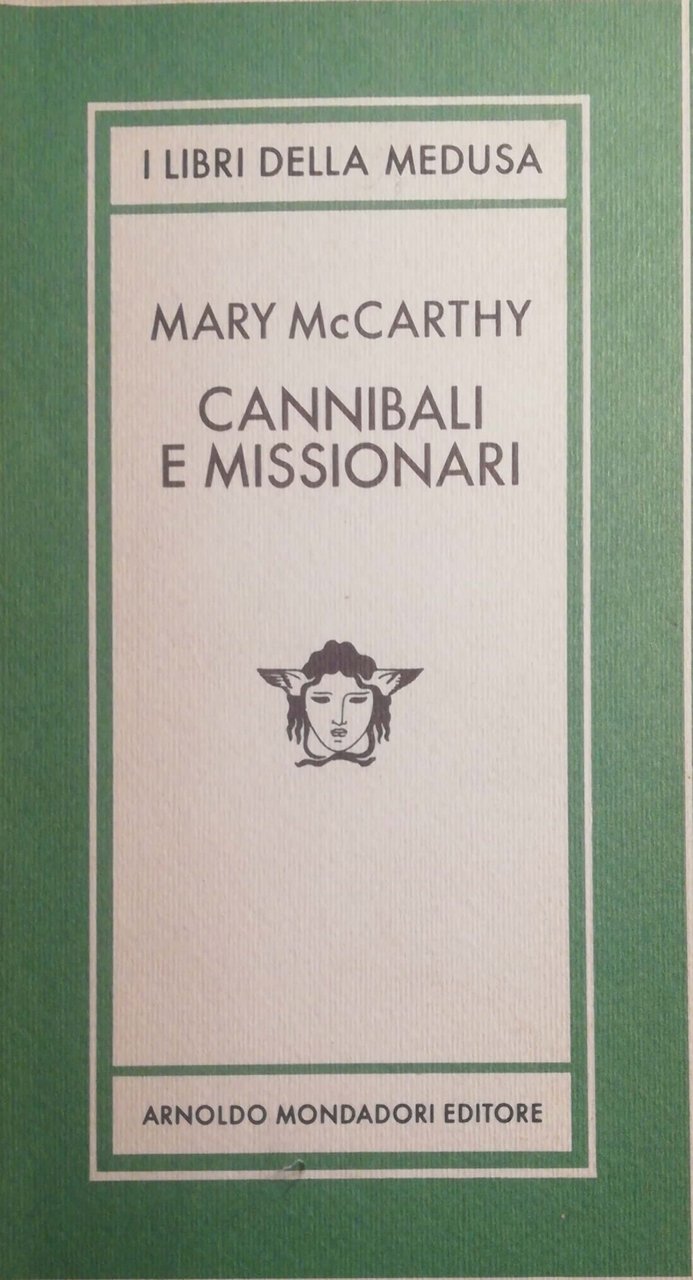 I LIBRI DELLA MEDUSA
MARY McCARTHY
CANNIBALI
E MISSIONARI
ARNOLDO MONDADORI EDITORE